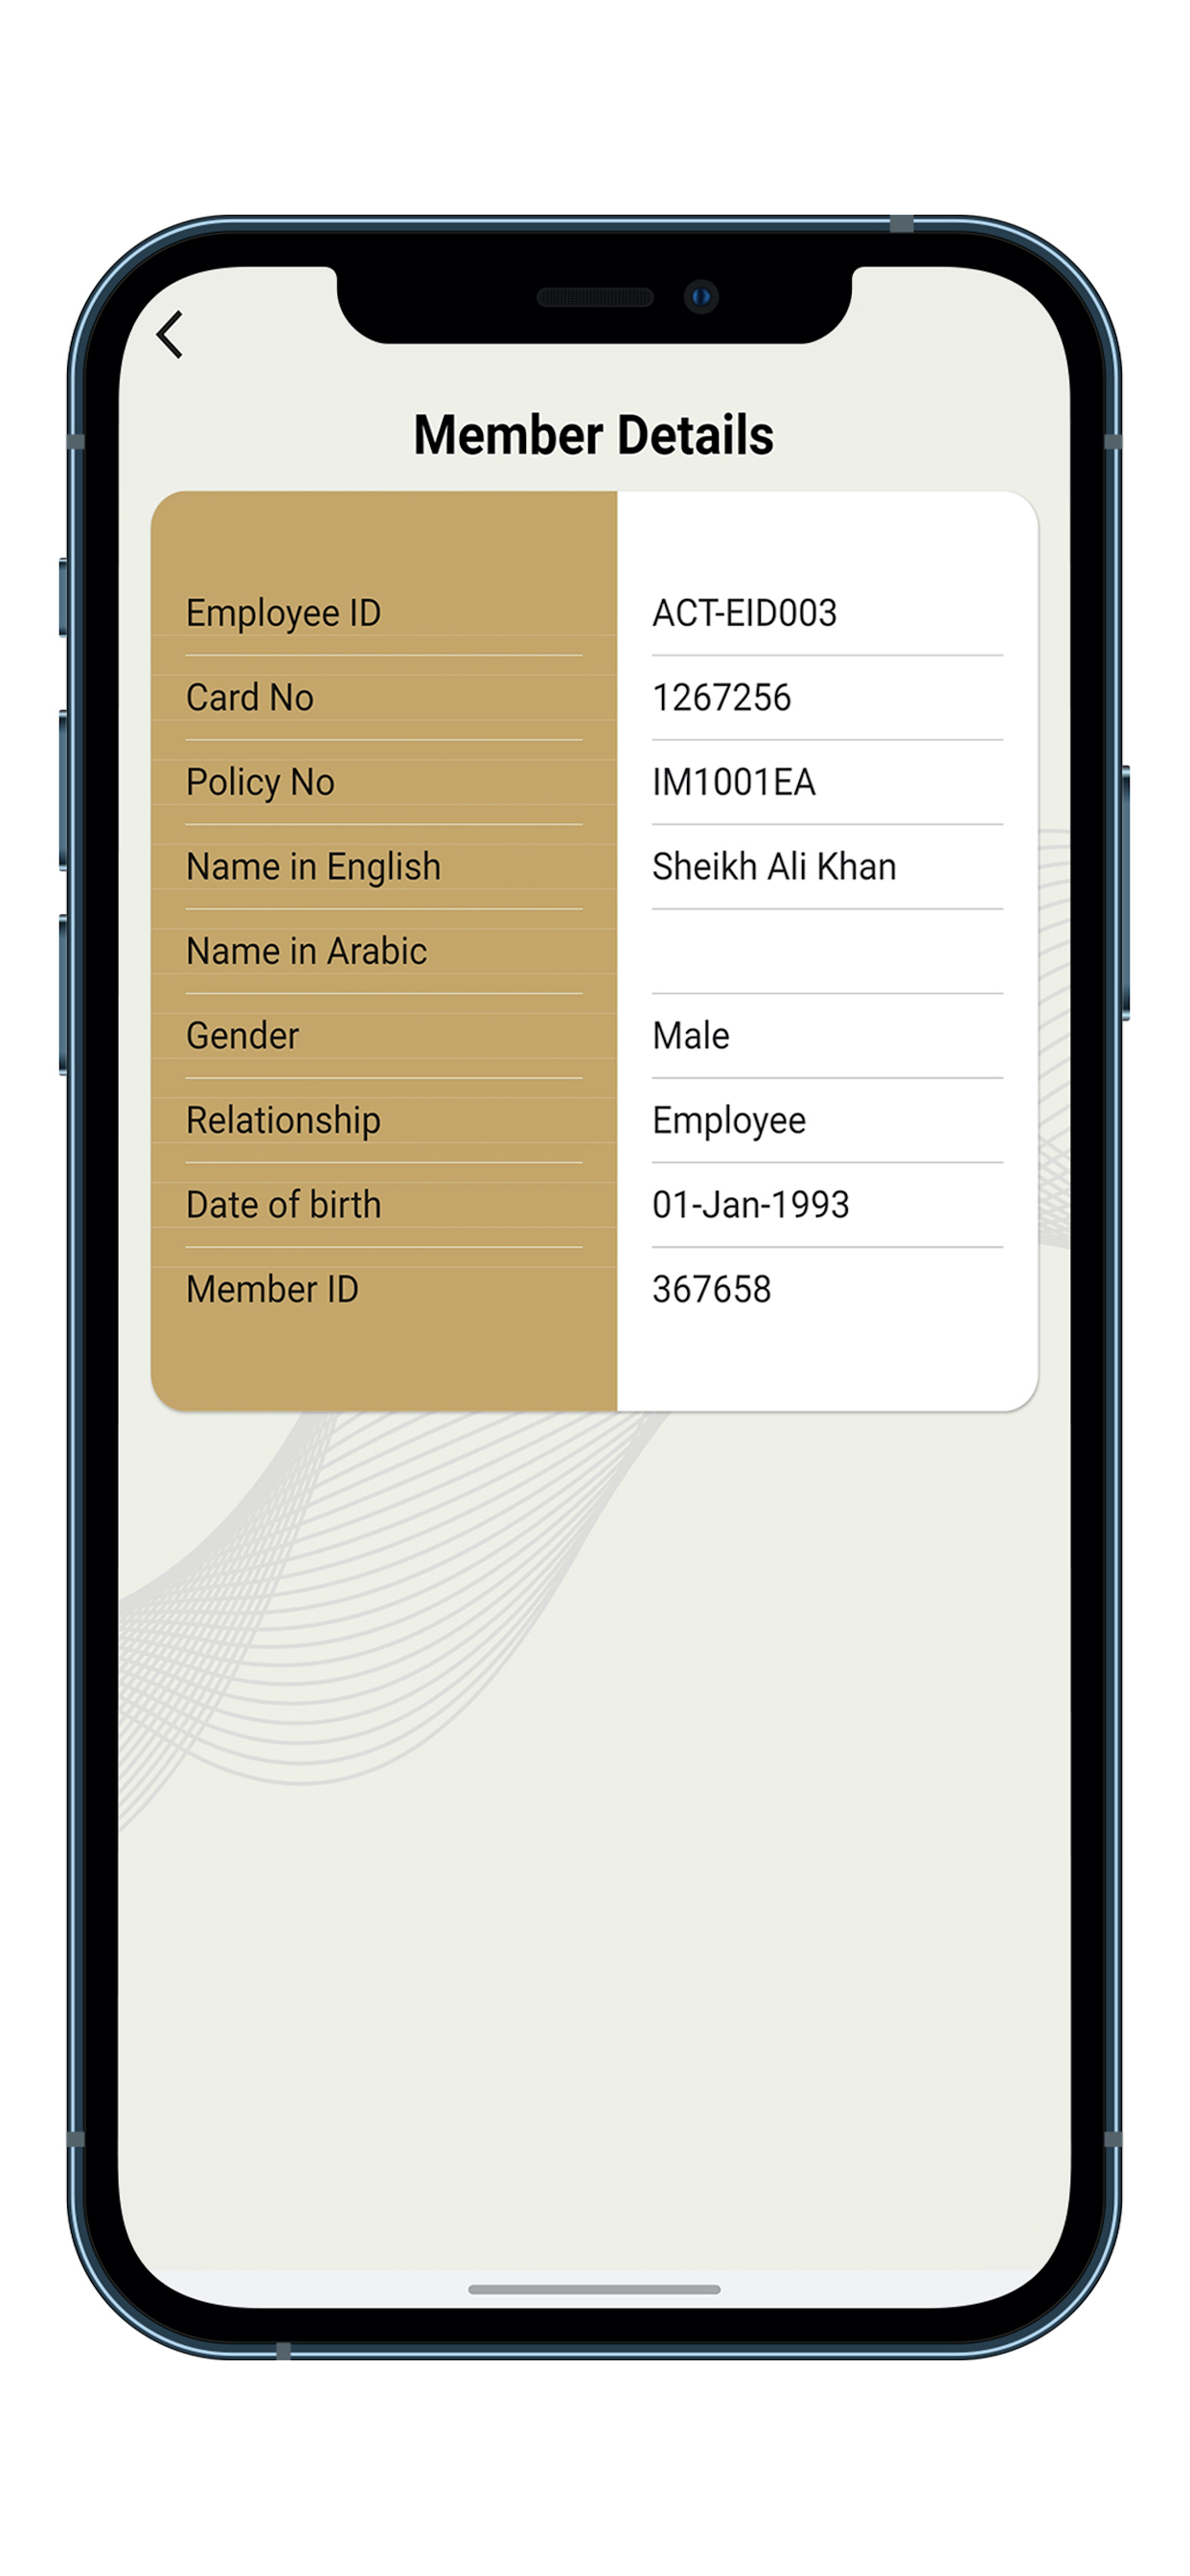 Member Details
Employee ID ACT-EID003
Card No 1267256
Policy No IM1001EA
Name in English Sheikh Ali Khan
Name in Arabic
Gender Male
Relationship Employee
Date of birth 01-Jan-1993
Member ID 367658